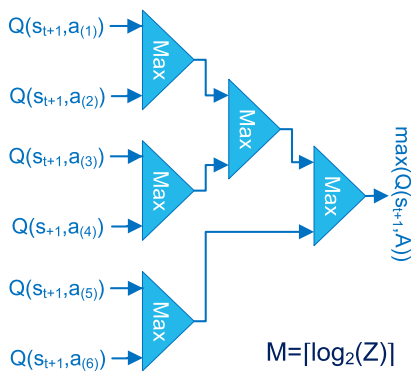 Q(sₜ₊₁,a₍₁₎)
Max
Q(sₜ₊₁,a₍₂₎)
Max
Q(sₜ₊₁,a₍₃₎)
Max
Q(s₊₁,a₍₄₎)
Max
max(Q(sₜ₊₁,A))
Q(sₜ₊₁,a₍₅₎)
Max
Q(sₜ₊₁,a₍₆₎)
M=⌈log₂(Z)⌉